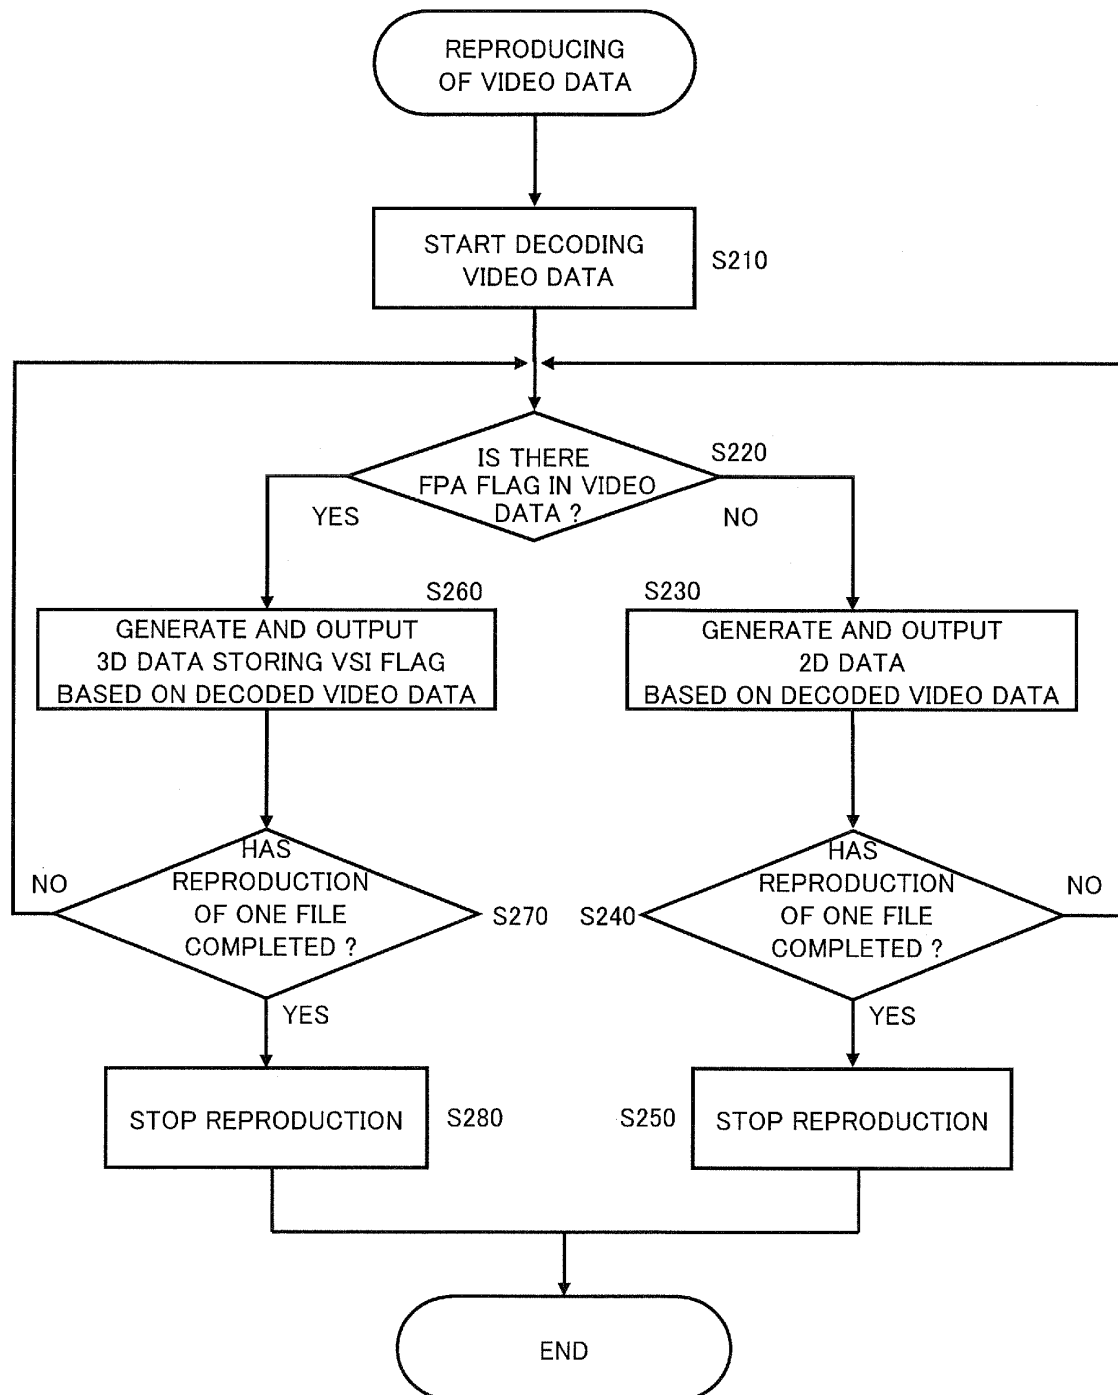 REPRODUCING
OF VIDEO DATA
START DECODING
VIDEO DATA
S210
IS THERE
FPA FLAG IN VIDEO
DATA ?
S220
YES
NO
S260
GENERATE AND OUTPUT
3D DATA STORING VSI FLAG
BASED ON DECODED VIDEO DATA
S230
GENERATE AND OUTPUT
2D DATA
BASED ON DECODED VIDEO DATA
HAS
REPRODUCTION
OF ONE FILE
COMPLETED ?
NO
S270
YES
S240
HAS
REPRODUCTION
OF ONE FILE
COMPLETED ?
NO
YES
STOP REPRODUCTION
S280
S250
STOP REPRODUCTION
END